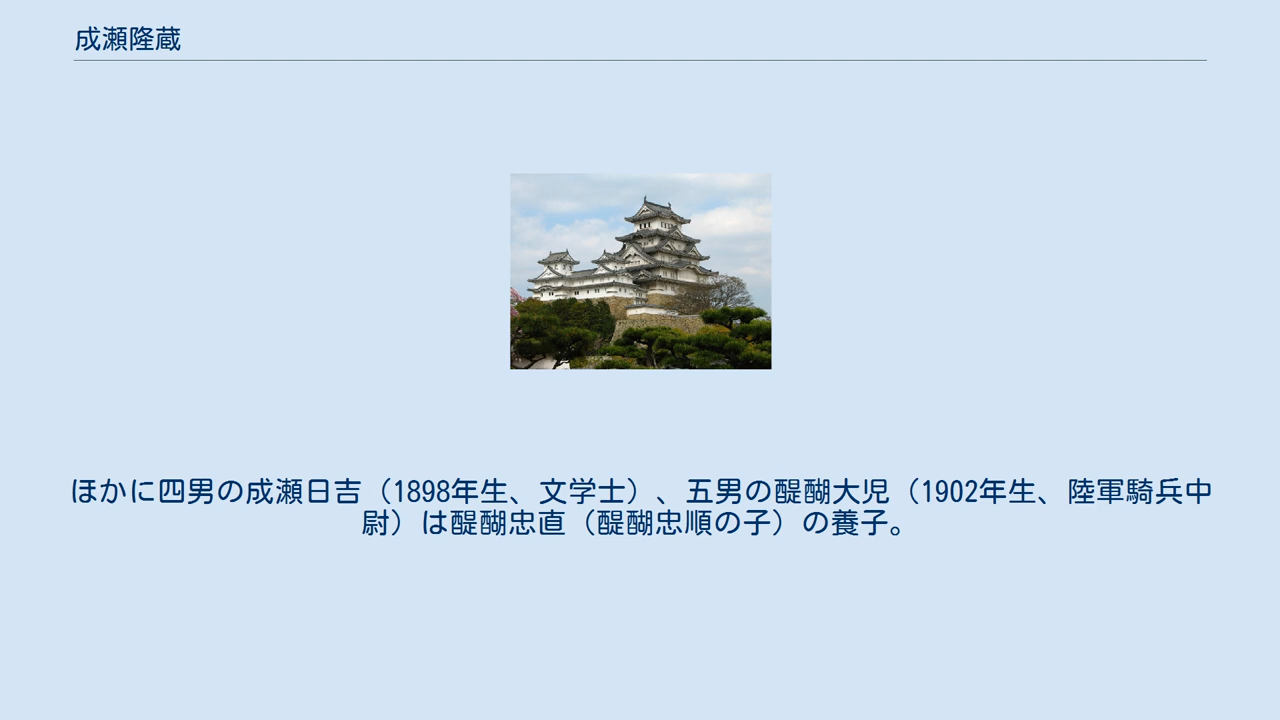 成瀬隆蔵
ほかに四男の成瀬日吉（1898年生、文学士）、五男の醍醐大児（1902年生、陸軍騎兵中
尉）は醍醐忠直（醍醐忠順の子）の養子。